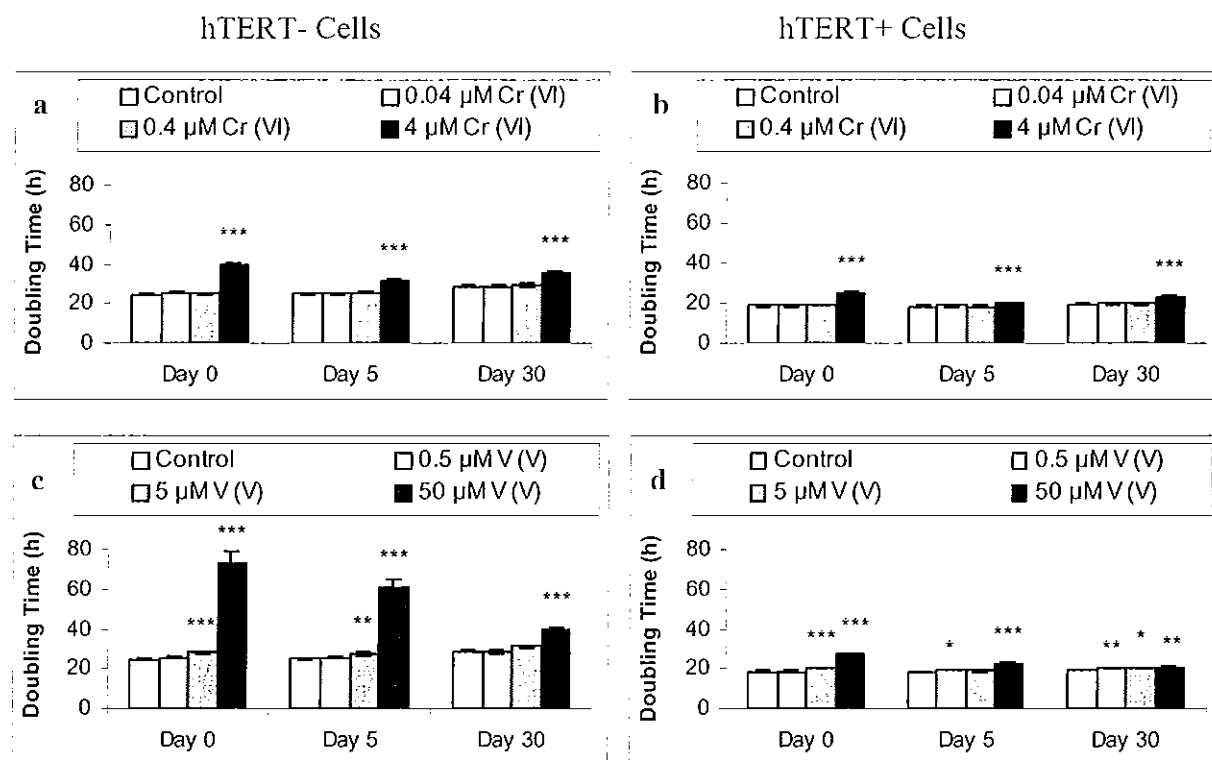 hTERT- Cells
hTERT+ Cells
a
Control
0.04 µM Cr (VI)
0.4 µM Cr (VI)
4 µM Cr (VI)
Doubling Time (h)
80
60
40
20
0
***
***
***
Day 0
Day 5
Day 30
b
Control
0.04 µM Cr (VI)
0.4 µM Cr (VI)
4 µM Cr (VI)
Doubling Time (h)
80
60
40
20
0
***
***
***
Day 0
Day 5
Day 30
c
Control
0.5 µM V (V)
5 µM V (V)
50 µM V (V)
Doubling Time (h)
80
60
40
20
0
***
***
**
***
***
Day 0
Day 5
Day 30
d
Control
0.5 µM V (V)
5 µM V (V)
50 µM V (V)
Doubling Time (h)
80
60
40
20
0
***
***
*
***
**
*
**
Day 0
Day 5
Day 30